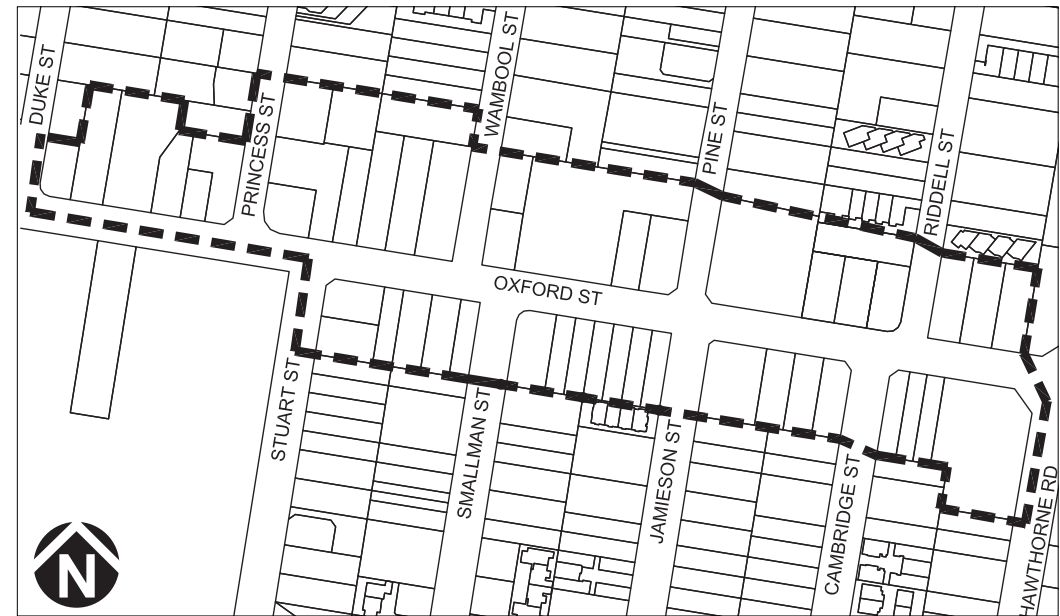 DUKE ST
PRINCESS ST
WAMBOOL ST
PINE ST
RIDDELL ST
OXFORD ST
STUART ST
SMALLMAN ST
JAMIESON ST
CAMBRIDGE ST
HAWTHORNE RD
N